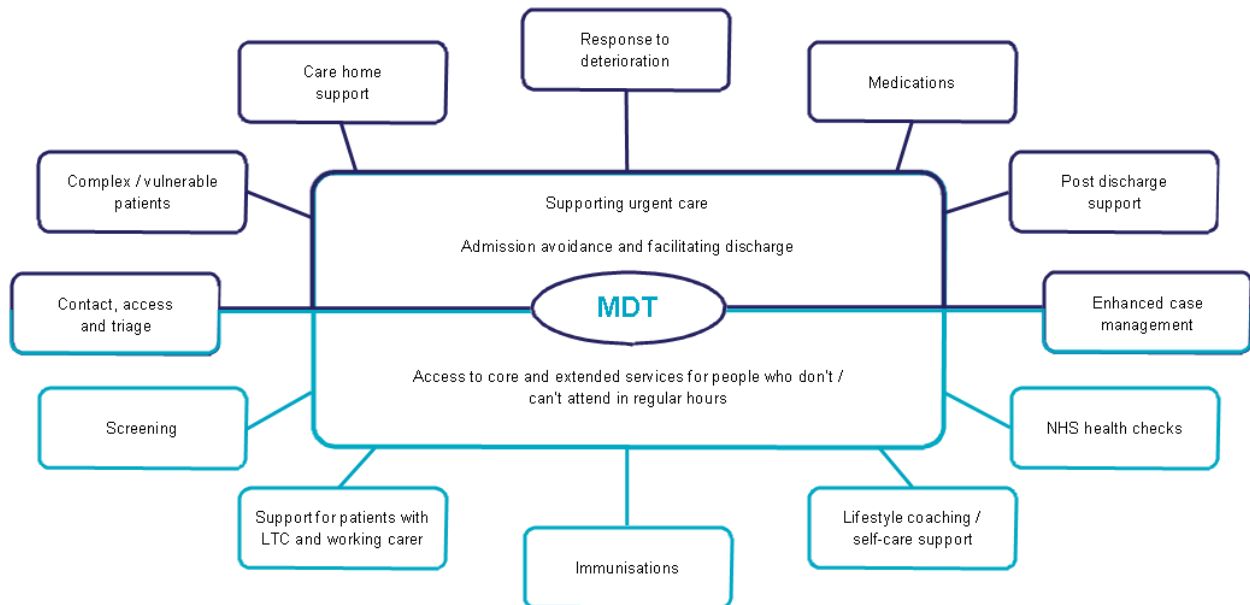 Response to
deterioration
Care home
support
Medications
Complex / vulnerable
patients
Post discharge
support
Supporting urgent care
Admission avoidance and facilitating discharge
Contact, access
and triage
MDT
Enhanced case
management
Access to core and extended services for people who don't /
can't attend in regular hours
Screening
NHS health checks
Support for patients with
LTC and working carer
Immunisations
Lifestyle coaching /
self-care support